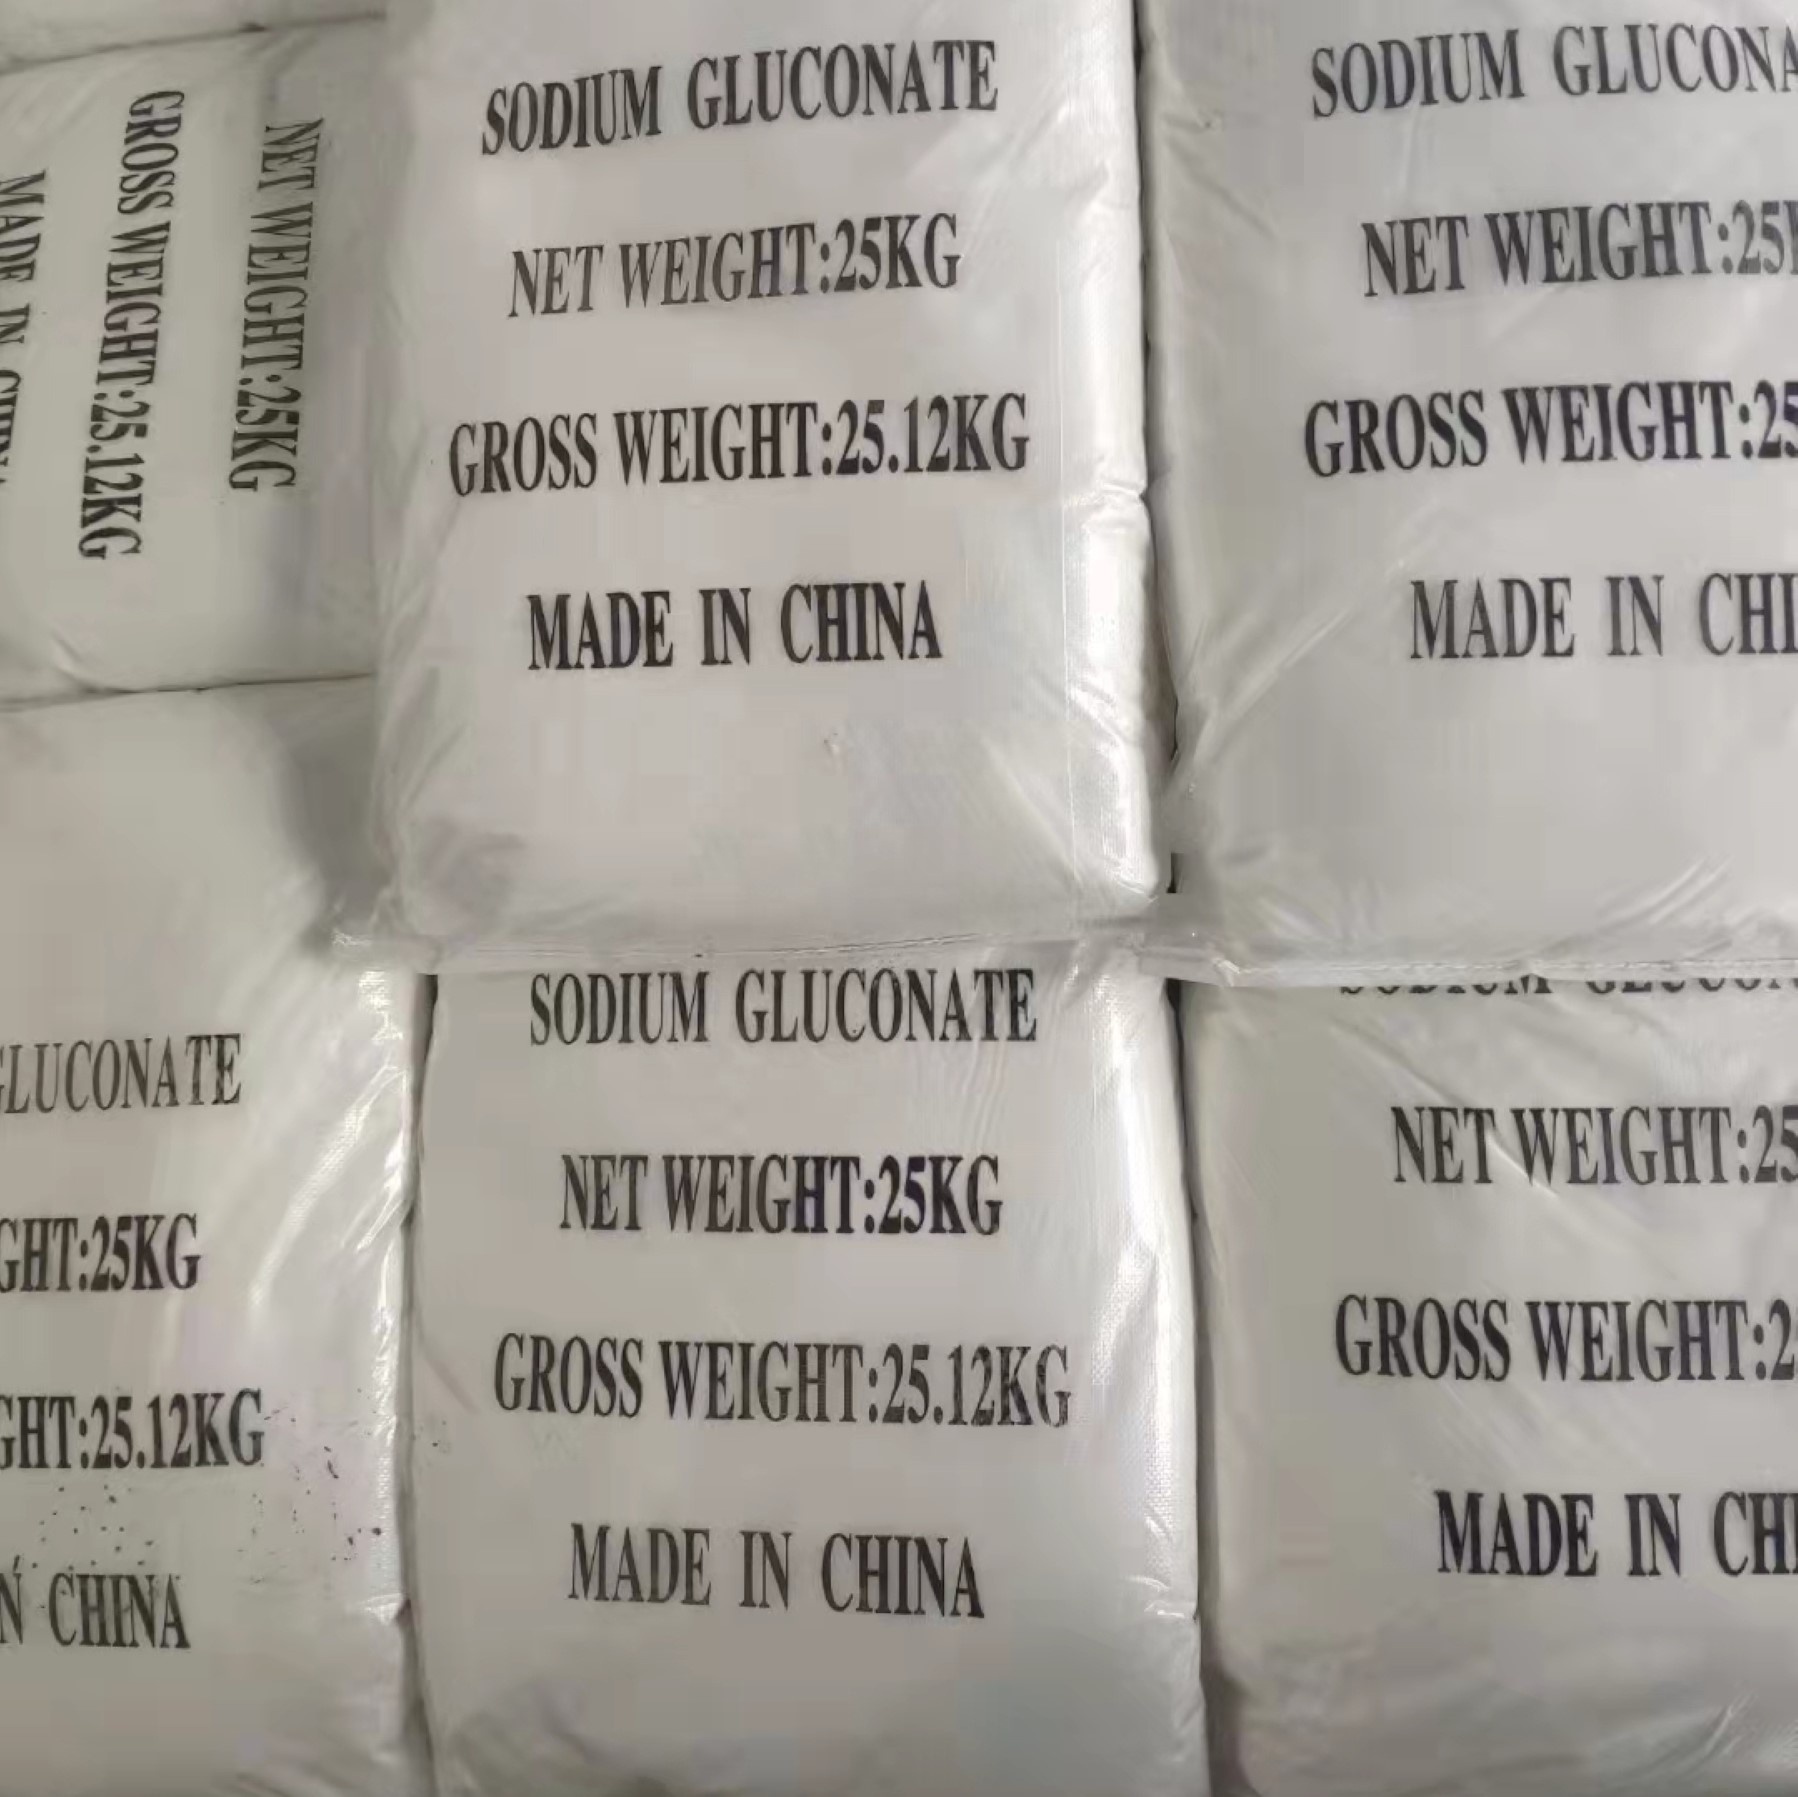 NET WEIGHT:25KG
GROSS WEIGHT:25.12KG
MADE IN
SODIUM GLUCONATE
NET WEIGHT:25KG
GROSS WEIGHT:25.12KG
MADE IN CHINA
SODIUM GLUCONA
NET WEIGHT:25
GROSS WEIGHT:25
MADE IN CHI
GLUCONATE
GHT:25KG
GHT:25.12KG
N CHINA
SODIUM GLUCONATE
NET WEIGHT:25KG
GROSS WEIGHT:25.12KG
MADE IN CHINA
NET WEIGHT:25
GROSS WEIGHT:2
MADE IN CHI